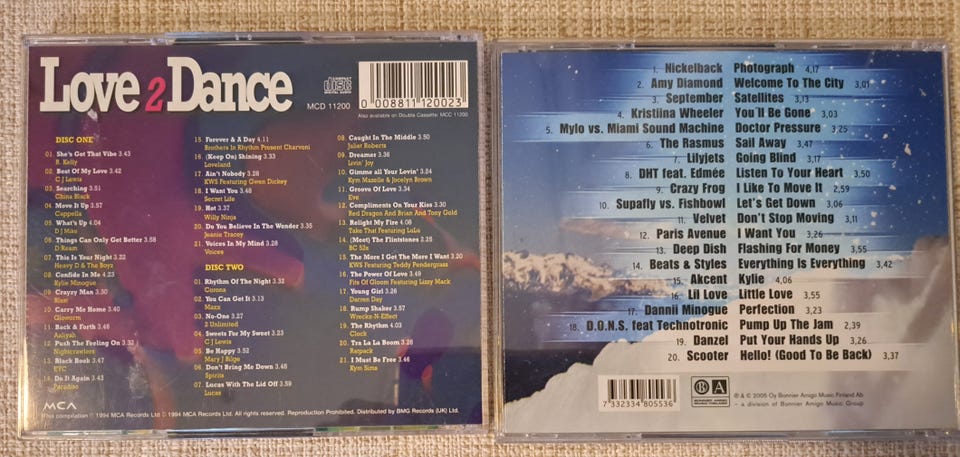 Love 2 Dance
COMPACT
disc
DIGITAL AUDIO
MCD 11200
0 008811 120023
Also available on Double Cassette: MCC 11200
DISC ONE
01. She's Got That Vibe 3.43
R. Kelly
02. Best Of My Love 3.42
C J Lewis
03. Searching 3.51
China Black
04. Move It Up 3.57
Cappella
05. What's Up 4.04
D J Miko
06. Things Can Only Get Better 3.58
D Ream
07. This Is Your Night 3.22
Heavy D & The Boys
08. Confide In Me 4.23
Kylie Minogue
09. Crayzy Man 3.30
Blast
10. Carry Me Home 3.40
Gloworm
11. Back & Forth 3.46
Aaliyah
12. Push The Feeling On 3.32
Nightcrawlers
13. Black Book 3.47
EYC
14. Do It Again 3.43
Paradiso
15. Forever & A Day 4.11
Brothers In Rhythm Present Charvoni
16. (Keep On) Shining 3.33
Loveland
17. Ain't Nobody 3.28
KWS Featuring Gwen Dickey
18. I Want You 3.48
Secret Life
19. Hot 3.37
Willy Ninja
20. Do You Believe In The Wonder 3.35
Jeanie Tracey
21. Voices In My Mind 3.28
Voices
DISC TWO
01. Rhythm Of The Night 3.32
Corona
02. You Can Get It 3.13
Maxx
03. No-One 3.27
2 Unlimited
04. Sweets For My Sweet 3.23
C J Lewis
05. Be Happy 3.52
Mary J Blige
06. Don't Bring Me Down 3.48
Spirits
07. Lucas With The Lid Off 3.59
Lucas
08. Caught In The Middle 3.50
Juliet Roberts
09. Dreamer 3.36
Livin' Joy
10. Gimme all Your Lovin' 3.34
Kym Mazelle & Jocelyn Brown
11. Groove Of Love 3.34
Eve
12. Compliments On Your Kiss 3.30
Red Dragon And Brian And Tony Gold
13. Relight My Fire 4.08
Take That Featuring LuLu
14. (Meet) The Flintstones 2.25
BC 52s
15. The More I Get The More I Want 3.20
KWS Featuring Teddy Pendergrass
16. The Power Of Love 3.49
Fits Of Gloom Featuring Lizzy Mack
17. Young Girl 3.26
Darren Day
18. Rump Shaker 3.57
Wreckx-N-Effect
19. The Rhythm 4.03
Clock
20. Tra La La Boom 3.26
Ratpack
21. I Must Be Free 3.46
Kym Sims
MCA
This compilation ℗ 1994 MCA Records Ltd © 1994 MCA Records Ltd. All rights reserved. Reproduction Prohibited. Distributed by BMG Records (UK) Ltd.
1. Nickelback Photograph 4,17
2. Amy Diamond Welcome To The City 3,01
3. September Satellites 3,13
4. Kristiina Wheeler You'll Be Gone 3,03
5. Mylo vs. Miami Sound Machine Doctor Pressure 3,25
6. The Rasmus Sail Away 3,47
7. Lilyjets Going Blind 3,17
8. DHT feat. Edmée Listen To Your Heart 3,50
9. Crazy Frog I Like To Move It 2,59
10. Supafly vs. Fishbowl Let's Get Down 3,06
11. Velvet Don't Stop Moving 3,11
12. Paris Avenue I Want You 3,26
13. Deep Dish Flashing For Money 3,55
14. Beats & Styles Everything Is Everything 3,42
15. Akcent Kylie 4,06
16. Lil Love Little Love 3,55
17. Dannii Minogue Perfection 3,23
18. D.O.N.S. feat Technotronic Pump Up The Jam 2,39
19. Danzel Put Your Hands Up 3,26
20. Scooter Hello! (Good To Be Back) 3,37
7 332334 805536
BONNIER AMIGO
MUSIC FINLAND
℗ & © 2005 Oy Bonnier Amigo Music Finland Ab
– a division of Bonnier Amigo Music Group